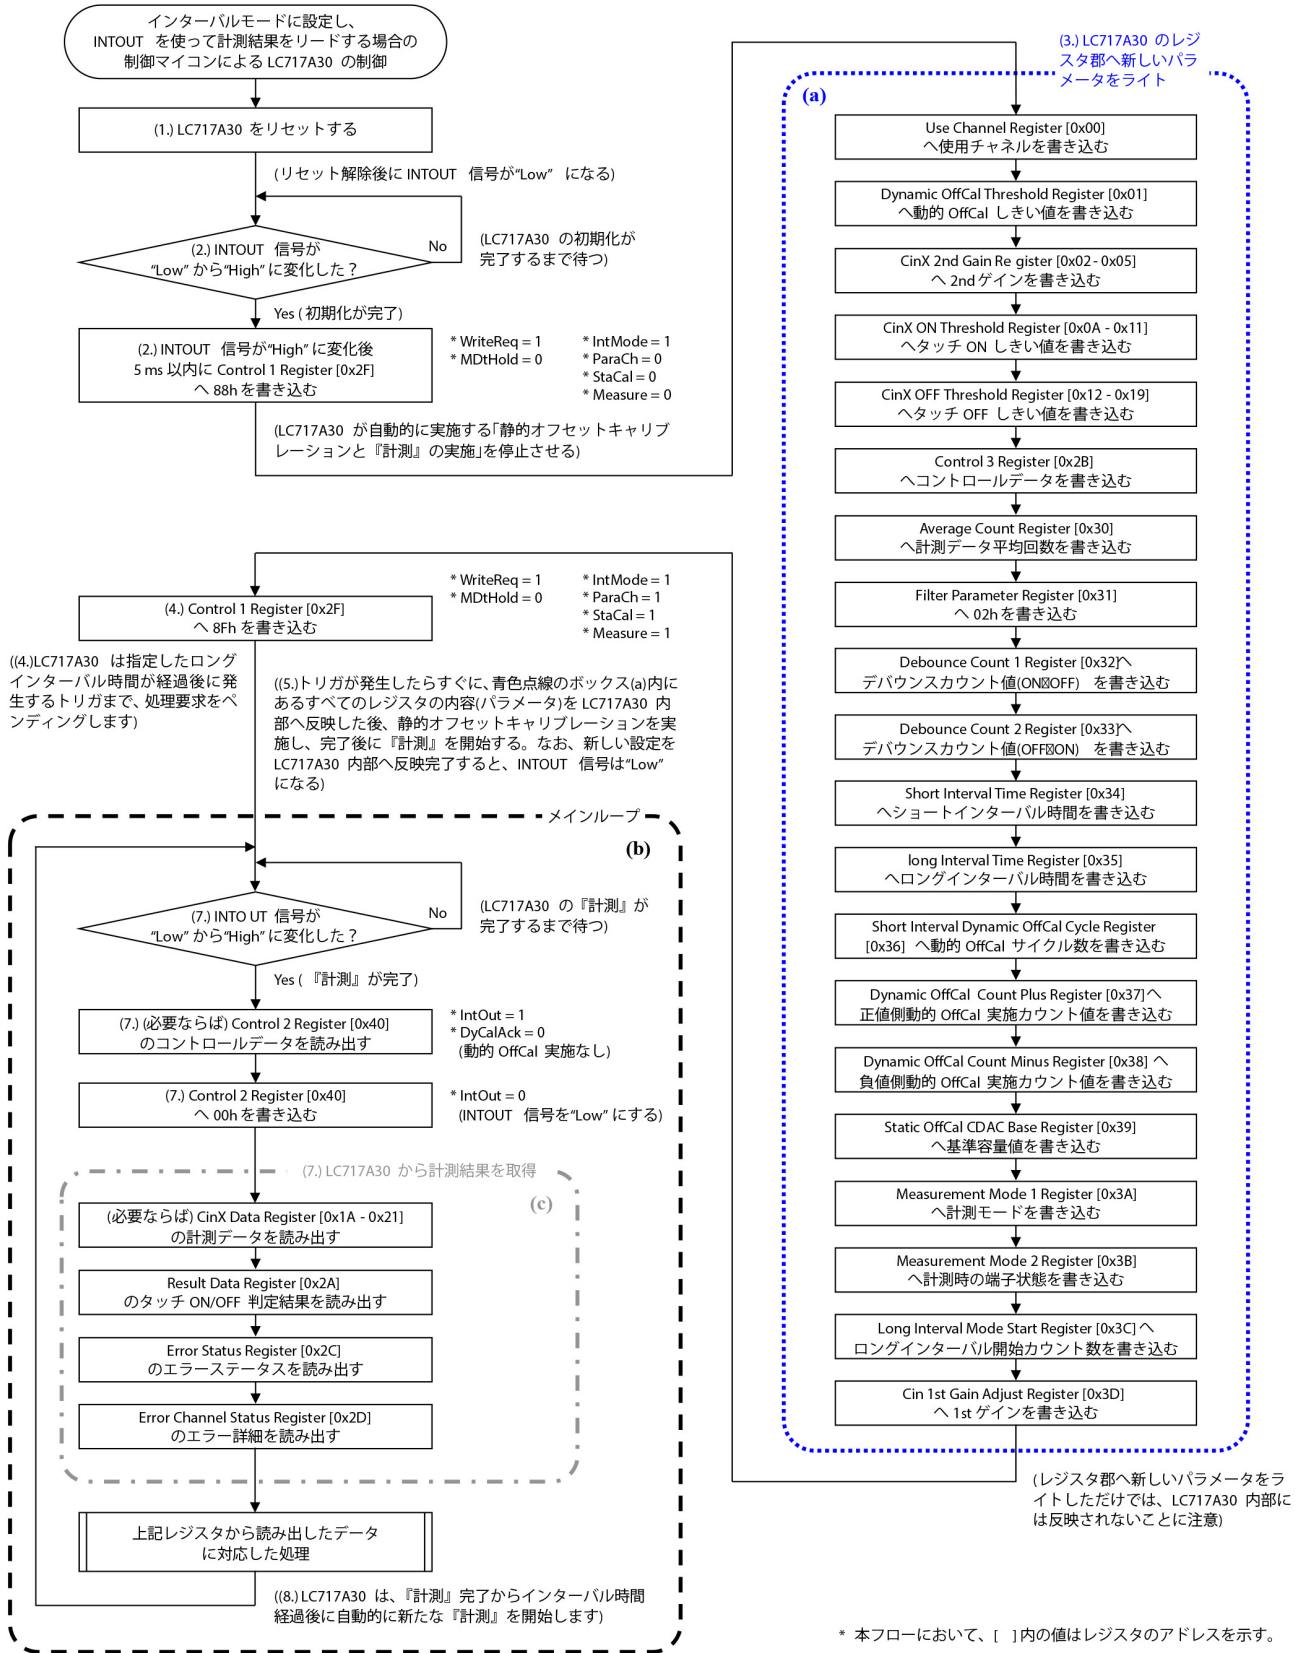 インターバルモードに設定し、
INTOUT を使って計測結果をリードする場合の
制御マイコンによる LC717A30 の制御
(1.) LC717A30 をリセットする
(リセット解除後に INTOUT 信号が“Low” になる)
(2.) INTOUT 信号が
“Low” から“High” に変化した？
No
(LC717A30 の初期化が
完了するまで待つ)
Yes ( 初期化が完了)
(2.) INTOUT 信号が“High” に変化後
5 ms 以内に Control 1 Register [0x2F]
へ 88h を書き込む
* WriteReq = 1
* MDtHold = 0
* IntMode = 1
* ParaCh = 0
* StaCal = 0
* Measure = 0
(LC717A30 が自動的に実施する「静的オフセットキャリブ
レーションと『計測』の実施」を停止させる)
(3.) LC717A30 のレジ
スタ郡へ新しいパラ
メータをライト
(a)
Use Channel Register [0x00]
へ使用チャネルを書き込む
Dynamic OffCal Threshold Register [0x01]
へ動的 OffCal しきい値を書き込む
CinX 2nd Gain Re gister [0x02 - 0x05]
へ 2nd ゲインを書き込む
CinX ON Threshold Register [0x0A - 0x11]
へタッチ ON しきい値を書き込む
CinX OFF Threshold Register [0x12 - 0x19]
へタッチ OFF しきい値を書き込む
Control 3 Register [0x2B]
へコントロールデータを書き込む
Average Count Register [0x30]
へ計測データ平均回数を書き込む
Filter Parameter Register [0x31]
へ 02h を書き込む
Debounce Count 1 Register [0x32]へ
デバウンスカウント値(ON OFF) を書き込む
Debounce Count 2 Register [0x33]へ
デバウンスカウント値(OFF ON) を書き込む
Short Interval Time Register [0x34]
へショートインターバル時間を書き込む
long Interval Time Register [0x35]
へロングインターバル時間を書き込む
Short Interval Dynamic OffCal Cycle Register
[0x36] へ動的 OffCal サイクル数を書き込む
Dynamic OffCal Count Plus Register [0x37] へ
正値側動的 OffCal 実施カウント値を書き込む
Dynamic OffCal Count Minus Register [0x38] へ
負値側動的 OffCal 実施カウント値を書き込む
Static OffCal CDAC Base Register [0x39]
へ基準容量値を書き込む
Measurement Mode 1 Register [0x3A]
へ計測モードを書き込む
Measurement Mode 2 Register [0x3B]
へ計測時の端子状態を書き込む
Long Interval Mode Start Register [0x3C] へ
ロングインターバル開始カウント数を書き込む
Cin 1st Gain Adjust Register [0x3D]
へ 1st ゲインを書き込む
(レジスタ郡へ新しいパラメータをラ
イトしただけでは、LC717A30 内部に
は反映されないことに注意)
(4.) Control 1 Register [0x2F]
へ 8Fh を書き込む
* WriteReq = 1
* MDtHold = 0
* IntMode = 1
* ParaCh = 1
* StaCal = 1
* Measure = 1
((4.)LC717A30 は指定したロング
インターバル時間が経過後に発
生するトリガまで、処理要求をペ
ンディングします)
((5.)トリガが発生したらすぐに、青色点線のボックス(a)内に
あるすべてのレジスタの内容(パラメータ)を LC717A30 内
部へ反映した後、静的オフセットキャリブレーションを実
施し、完了後に『計測』を開始する。なお、新しい設定を
LC717A30 内部へ反映完了すると、INTOUT 信号は“Low”
になる)
メインループ
(b)
(7.) INTO UT 信号が
“Low” から“High” に変化した？
No
(LC717A30 の『計測』が
完了するまで待つ)
Yes ( 『計測』が完了)
(7.) (必要ならば) Control 2 Register [0x40]
のコントロールデータを読み出す
* IntOut = 1
* DyCalAck = 0
(動的 OffCal 実施なし)
(7.) Control 2 Register [0x40]
へ 00h を書き込む
* IntOut = 0
(INTOUT 信号を“Low” にする)
(7.) LC717A30 から計測結果を取得
(c)
(必要ならば) CinX Data Register [0x1A - 0x21]
の計測データを読み出す
Result Data Register [0x2A]
のタッチ ON/OFF 判定結果を読み出す
Error Status Register [0x2C]
のエラーステータスを読み出す
Error Channel Status Register [0x2D]
のエラー詳細を読み出す
上記レジスタから読み出したデータ
に対応した処理
((8.) LC717A30 は、『計測』完了からインターバル時間
経過後に自動的に新たな『計測』を開始します)
* 本フローにおいて、[ ] 内の値はレジスタのアドレスを示す。